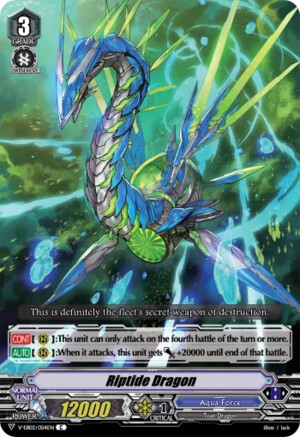 3
GRADE
This is definitely the fleet's secret weapon of destruction.
CONT :This unit can only attack on the fourth battle of the turn or more.
AUTO :When it attacks, this unit gets +20000 until end of that battle.
Riptide Dragon
NORMAL UNIT
V-EB02/054EN C
POWER 12000 1
CRITICAL
Aqua Force
Tear Dragon